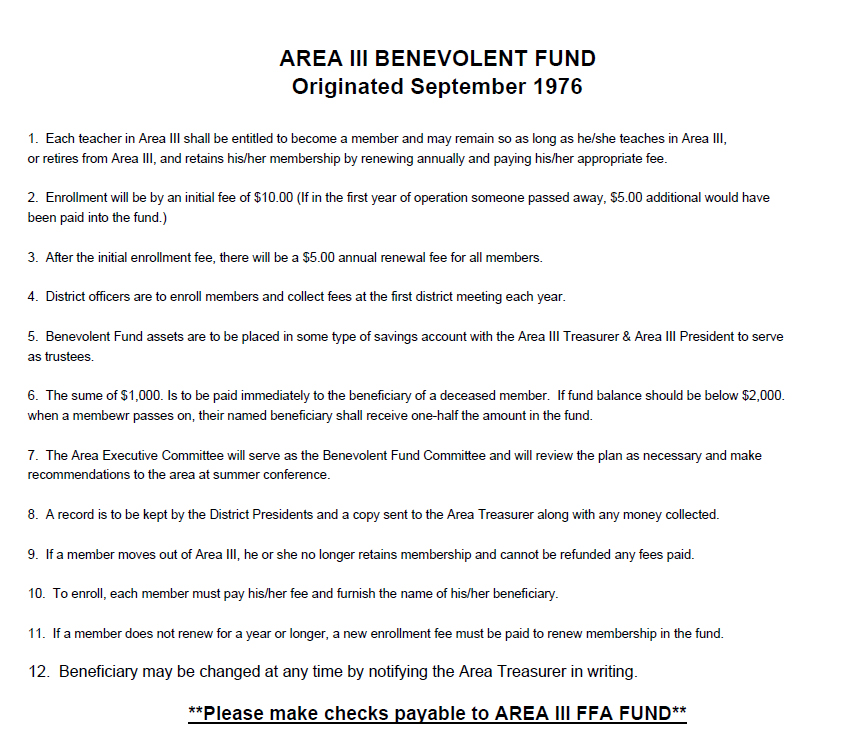 AREA III BENEVOLENT FUND
Originated September 1976
1. Each teacher in Area III shall be entitled to become a member and may remain so as long as he/she teaches in Area III,
or retires from Area III, and retains his/her membership by renewing annually and paying his/her appropriate fee.
2. Enrollment will be by an initial fee of $10.00 (If in the first year of operation someone passed away, $5.00 additional would have
been paid into the fund.)
3. After the initial enrollment fee, there will be a $5.00 annual renewal fee for all members.
4. District officers are to enroll members and collect fees at the first district meeting each year.
5. Benevolent Fund assets are to be placed in some type of savings account with the Area III Treasurer & Area III President to serve
as trustees.
6. The sume of $1,000. Is to be paid immediately to the beneficiary of a deceased member. If fund balance should be below $2,000.
when a membewr passes on, their named beneficiary shall receive one-half the amount in the fund.
7. The Area Executive Committee will serve as the Benevolent Fund Committee and will review the plan as necessary and make
recommendations to the area at summer conference.
8. A record is to be kept by the District Presidents and a copy sent to the Area Treasurer along with any money collected.
9. If a member moves out of Area III, he or she no longer retains membership and cannot be refunded any fees paid.
10. To enroll, each member must pay his/her fee and furnish the name of his/her beneficiary.
11. If a member does not renew for a year or longer, a new enrollment fee must be paid to renew membership in the fund.
12. Beneficiary may be changed at any time by notifying the Area Treasurer in writing.
**Please make checks payable to AREA III FFA FUND**